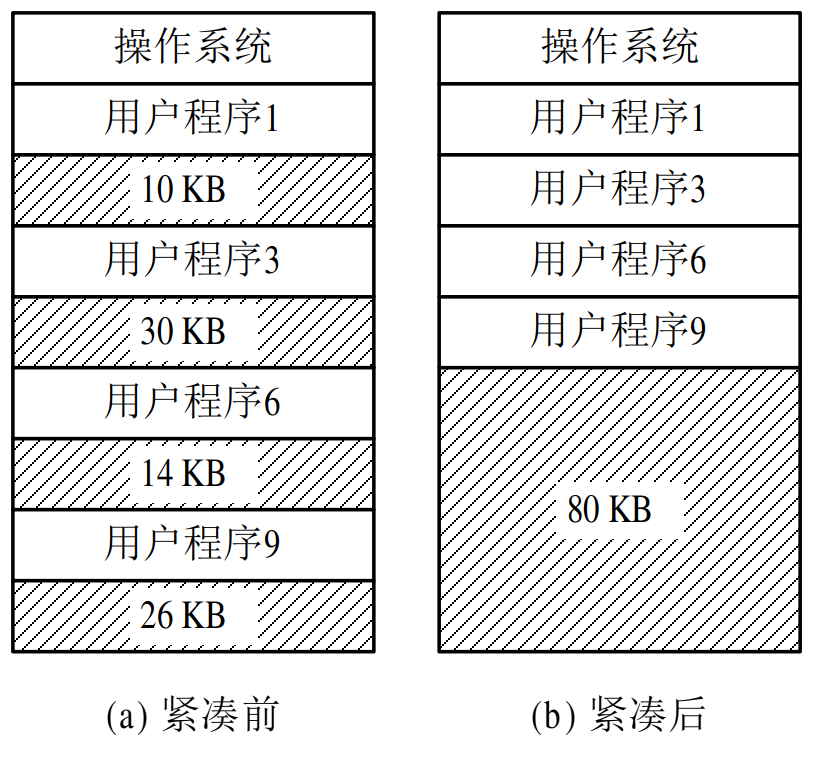 操作系统
用户程序1
10 KB
用户程序3
30 KB
用户程序6
14 KB
用户程序9
26 KB
(a) 紧凑前
操作系统
用户程序1
用户程序3
用户程序6
用户程序9
80 KB
(b) 紧凑后